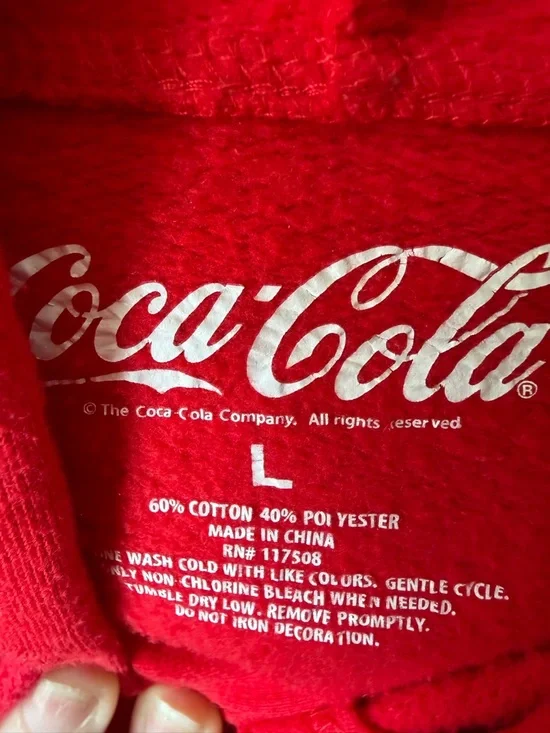 Coca-Cola®
© The Coca-Cola Company. All rights reserved
L
60% COTTON 40% POLYESTER
MADE IN CHINA
RN# 117508
WASH COLD WITH LIKE COLORS. GENTLE CYCLE.
NON-CHLORINE BLEACH WHEN NEEDED.
TUMBLE DRY LOW. REMOVE PROMPTLY.
DO NOT IRON DECORATION.